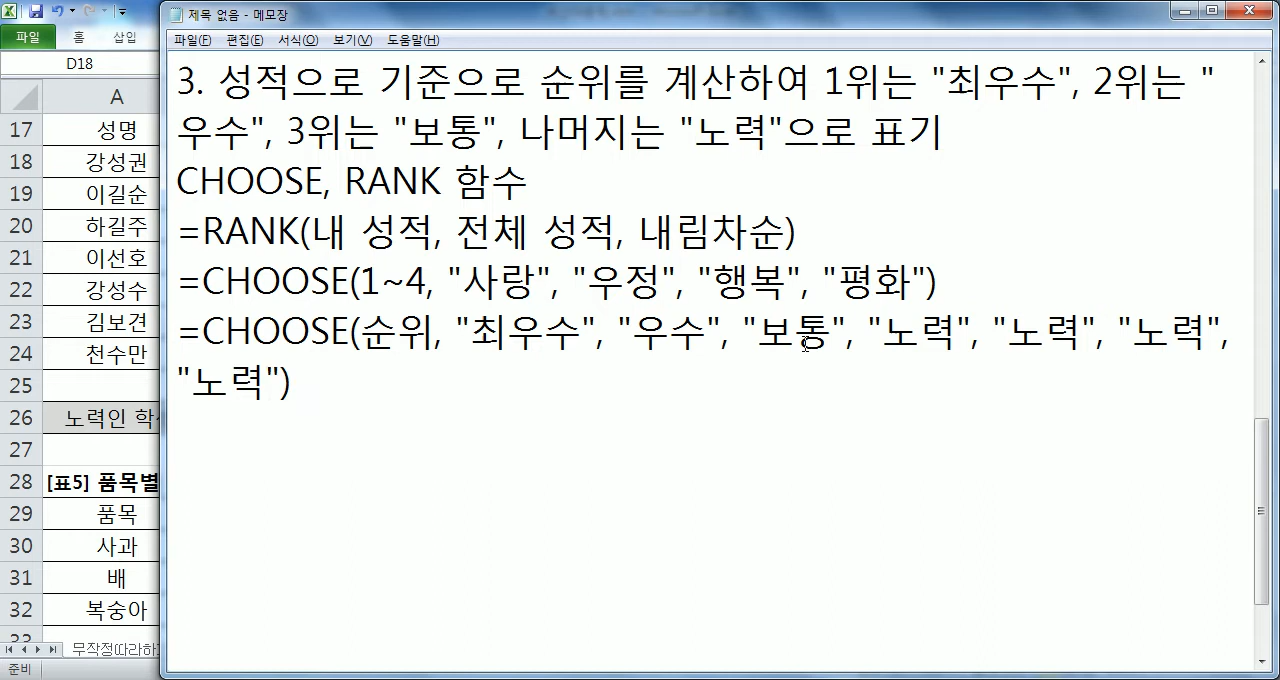 제목 없음 - 메모장
파일 홈 삽입
파일(F) 편집(E) 서식(O) 보기(V) 도움말(H)
D18
A
17 성명
18 강성권
19 이길순
20 하길주
21 이선호
22 강성수
23 김보견
24 천수만
25
26 노력인 학
27
28 [표5] 품목별
29 품목
30 사과
31 배
32 복숭아
33
무작정따라하
준비
3. 성적으로 기준으로 순위를 계산하여 1위는 "최우수", 2위는 "
우수", 3위는 "보통", 나머지는 "노력"으로 표기
CHOOSE, RANK 함수
=RANK(내 성적, 전체 성적, 내림차순)
=CHOOSE(1~4, "사랑", "우정", "행복", "평화")
=CHOOSE(순위, "최우수", "우수", "보통", "노력", "노력", "노력",
"노력")